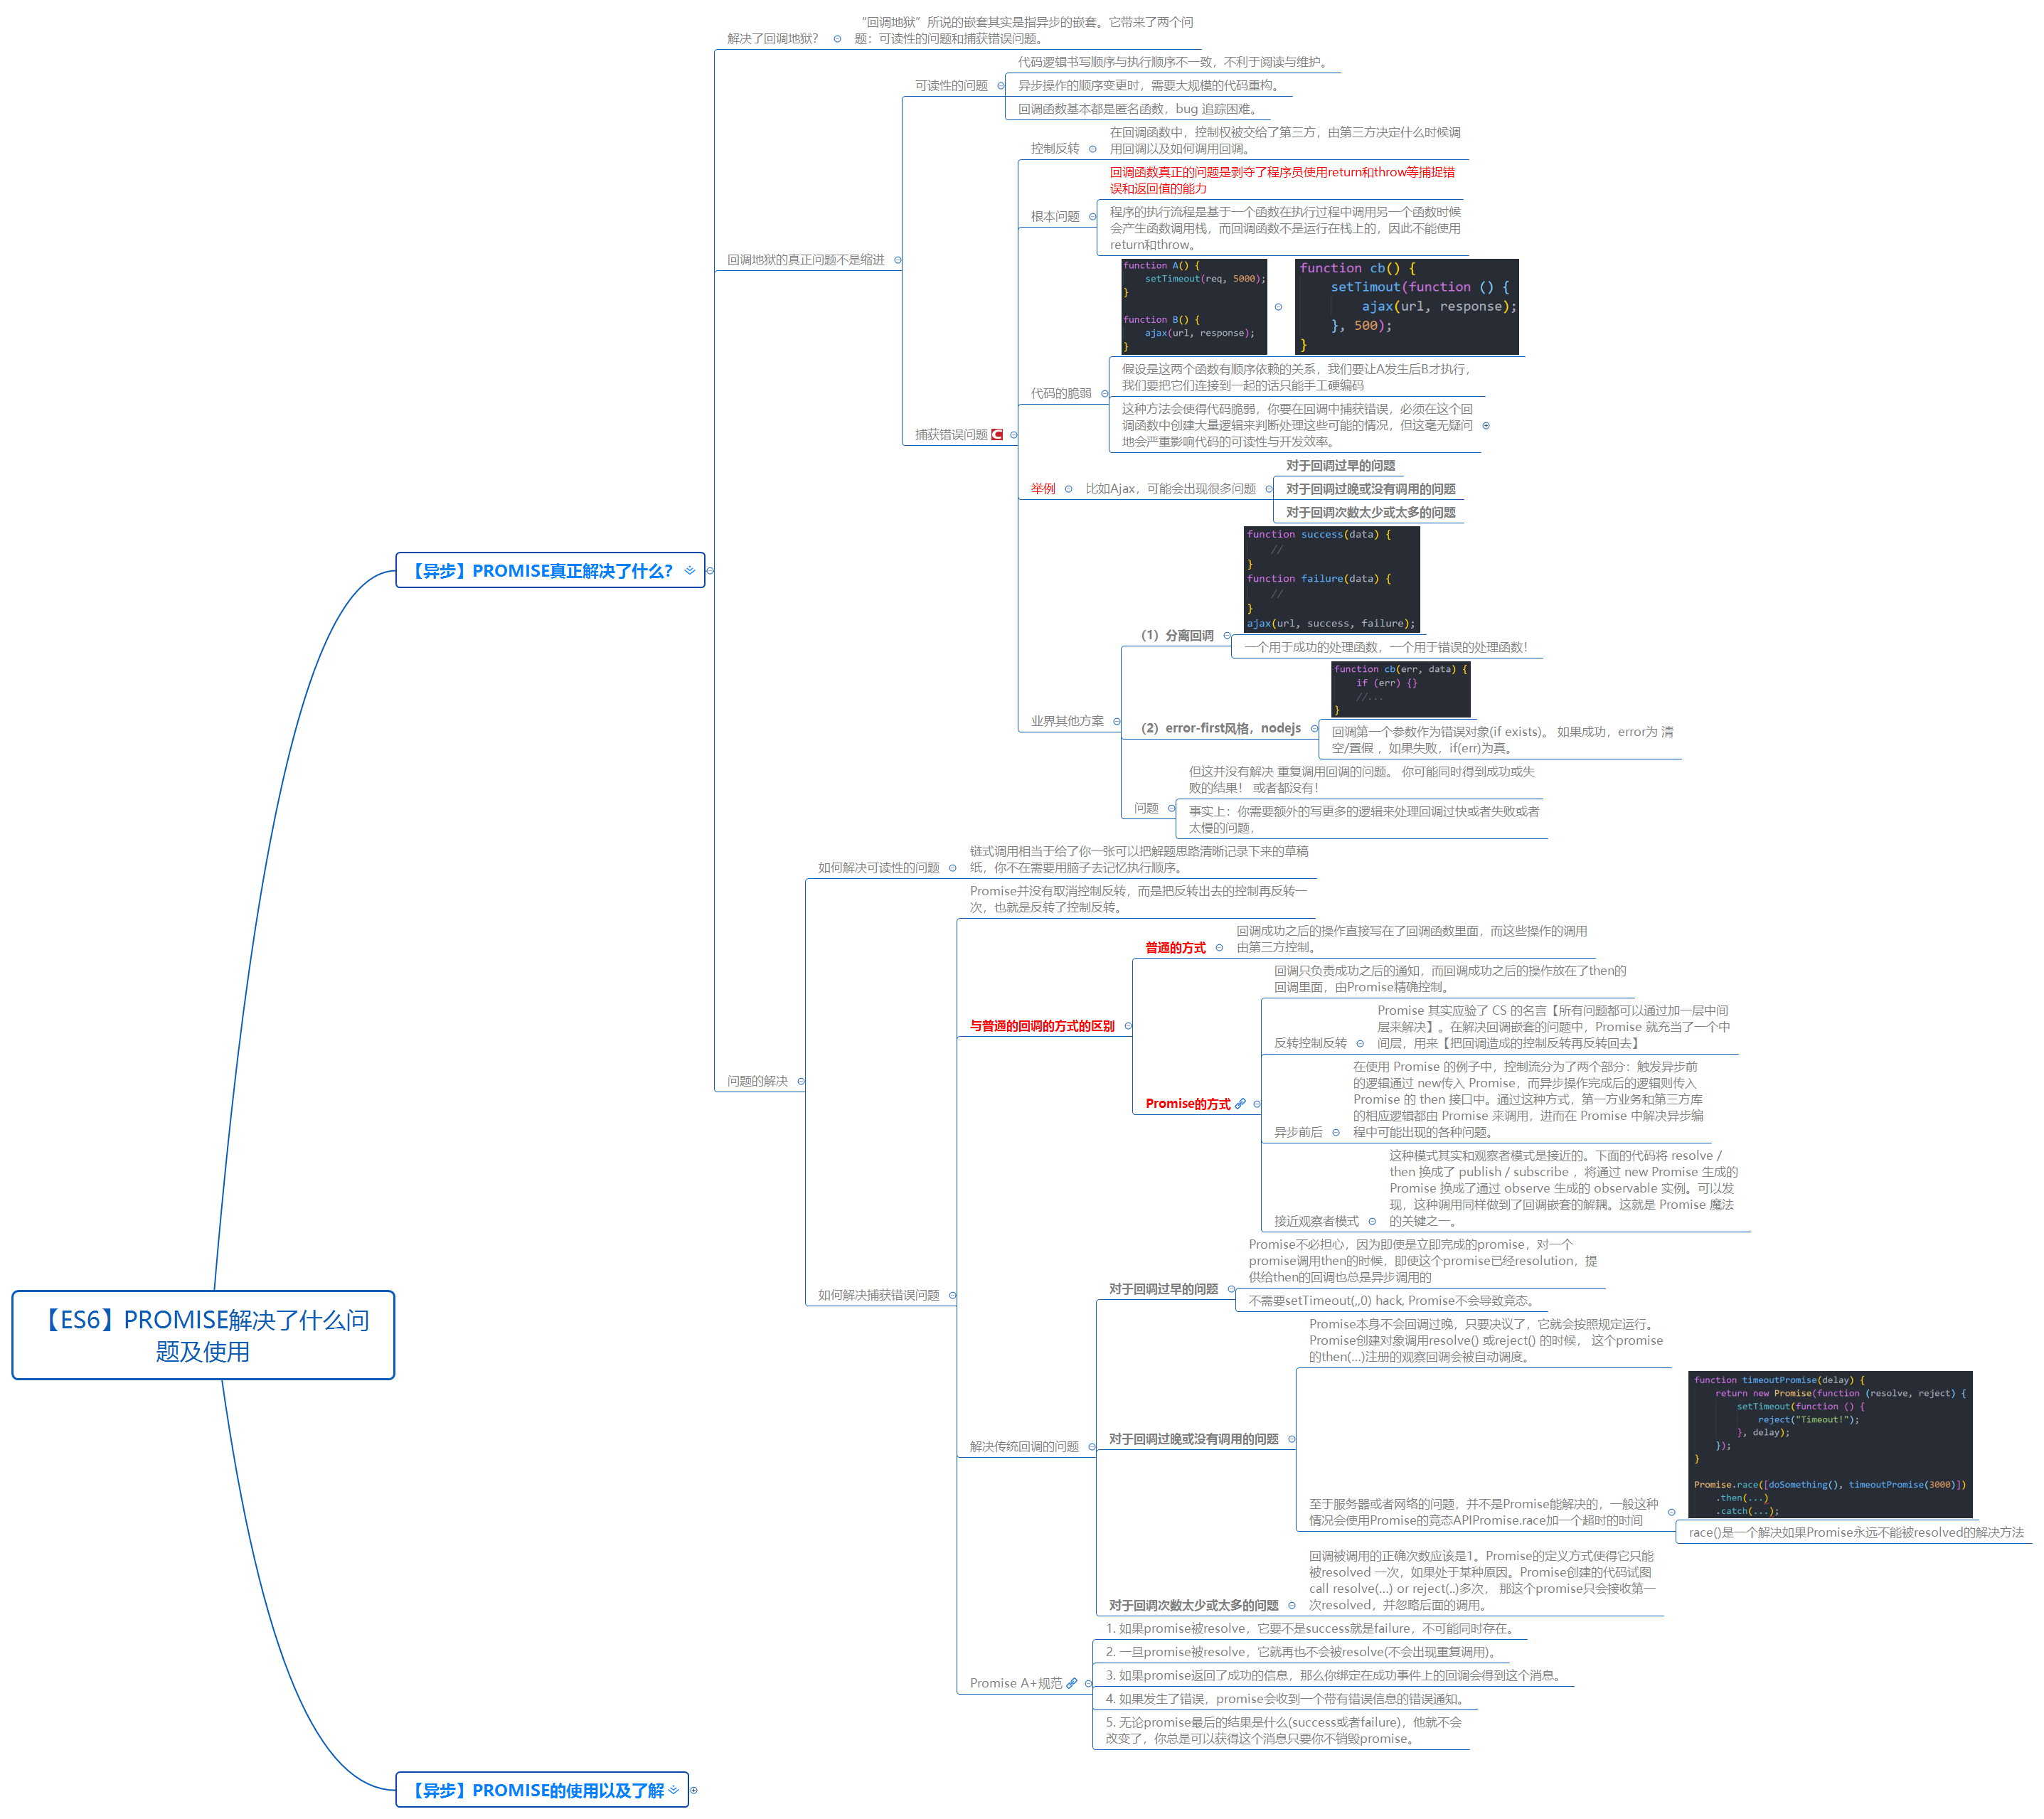 【ES6】PROMISE解决了什么问
题及使用
【异步】PROMISE真正解决了什么?
解决了回调地狱?
“回调地狱”所说的嵌套其实是指异步的嵌套。它带来了两个问
题：可读性的问题和捕获错误问题。
回调地狱的真正问题不是缩进
可读性的问题
代码逻辑书写顺序与执行顺序不一致，不利于阅读与维护。
异步操作的顺序变更时，需要大规模的代码重构。
回调函数基本都是匿名函数，bug 追踪困难。
捕获错误问题
控制反转
在回调函数中，控制权被交给了第三方，由第三方决定什么时候调
用回调以及如何调用回调。
根本问题
回调函数真正的问题是剥夺了程序员使用return和throw等捕捉错
误和返回值的能力
程序的执行流程是基于一个函数在执行过程中调用另一个函数时候
会产生函数调用栈，而回调函数不是运行在栈上的，因此不能使用
return和throw。
代码的脆弱
function A() {
setTimeout(req, 5000);
}
function B() {
ajax(url, response);
}
function cb() {
setTimout(function () {
ajax(url, response);
}, 500);
}
假设是这两个函数有顺序依赖的关系，我们要让A发生后B才执行，
我们要把它们连接到一起的话只能手工硬编码
这种方法会使得代码脆弱，你要在回调中捕获错误，必须在这个回
调函数中创建大量逻辑来判断处理这些可能的情况，但这毫无疑问
地会严重影响代码的可读性与开发效率。
举例
比如Ajax，可能会出现很多问题
对于回调过早的问题
对于回调过晚或没有调用的问题
对于回调次数太少或太多的问题
业界其他方案
（1）分离回调
function success(data) {
//
}
function failure(data) {
//
}
ajax(url, success, failure);
一个用于成功的处理函数，一个用于错误的处理函数！
（2）error-first风格，nodejs
function cb(err, data) {
if (err) {}
//...
}
回调第一个参数作为错误对象(if exists)。 如果成功，error为 清
空/置假 ，如果失败，if(err)为真。
问题
但这并没有解决 重复调用回调的问题。 你可能同时得到成功或失
败的结果！ 或者都没有！
事实上：你需要额外的写更多的逻辑来处理回调过快或者失败或者
太慢的问题，
问题的解决
如何解决可读性的问题
链式调用相当于给了你一张可以把解题思路清晰记录下来的草稿
纸，你不在需要用脑子去记忆执行顺序。
如何解决捕获错误问题
Promise并没有取消控制反转，而是把反转出去的控制再反转一
次，也就是反转了控制反转。
与普通的回调的方式的区别
普通的方式
回调成功之后的操作直接写在了回调函数里面，而这些操作的调用
由第三方控制。
Promise的方式
回调只负责成功之后的通知，而回调成功之后的操作放在了then的
回调里面，由Promise精确控制。
反转控制反转
Promise 其实应验了 CS 的名言【所有问题都可以通过加一层中间
层来解决】。在解决回调嵌套的问题中，Promise 就充当了一个中
间层，用来【把回调造成的控制反转再反转回去】
异步前后
在使用 Promise 的例子中，控制流分为了两个部分：触发异步前
的逻辑通过 new传入 Promise，而异步操作完成后的逻辑则传入
Promise 的 then 接口中。通过这种方式，第一方业务和第三方库
的相应逻辑都由 Promise 来调用，进而在 Promise 中解决异步编
程中可能出现的各种问题。
接近观察者模式
这种模式其实和观察者模式是接近的。下面的代码将 resolve /
then 换成了 publish / subscribe ，将通过 new Promise 生成的
Promise 换成了通过 observe 生成的 observable 实例。可以发
现，这种调用同样做到了回调嵌套的解耦。这就是 Promise 魔法
的关键之一。
解决传统回调的问题
对于回调过早的问题
Promise不必担心，因为即使是立即完成的promise，对一个
promise调用then的时候，即使这个promise已经resolution，提
供给then的回调也总是异步调用的
不需要setTimeout(,,0) hack, Promise不会导致竞态。
对于回调过晚或没有调用的问题
Promise本身不会回调过晚，只要决议了，它就会按照规定运行。
Promise创建对象调用resolve() 或reject() 的时候， 这个promise
的then(...)注册的观察回调会被自动调度。
至于服务器或者网络的问题，并不是Promise能解决的，一般这种
情况会使用Promise的竞态APIPromise.race加一个超时的时间
function timeoutPromise(delay) {
return new Promise(function (resolve, reject) {
setTimeout(function () {
reject("Timeout!");
}, delay);
});
}
Promise.race([doSomething(), timeoutPromise(3000)])
.then(...)
.catch(...);
race()是一个解决如果Promise永远不能被resolved的解决方法
对于回调次数太少或太多的问题
回调被调用的正确次数应该是1。Promise的定义方式使得它只能
被resolved 一次，如果处于某种原因。Promise创建的代码试图
call resolve(...) or reject(..)多次， 那这个promise只会接收第一
次resolved，并忽略后面的调用。
Promise A+规范
1. 如果promise被resolve，它要不是success就是failure，不可能同时存在。
2. 一旦promise被resolve，它就再也不会被resolve(不会出现重复调用)。
3. 如果promise返回了成功的信息，那么你绑定在成功事件上的回调会得到这个消息。
4. 如果发生了错误，promise会收到一个带有错误信息的错误通知。
5. 无论promise最后的结果是什么(success或者failure)，他就不会
改变了，你总是可以获得这个消息只要你不销毁promise。
【异步】PROMISE的使用以及了解